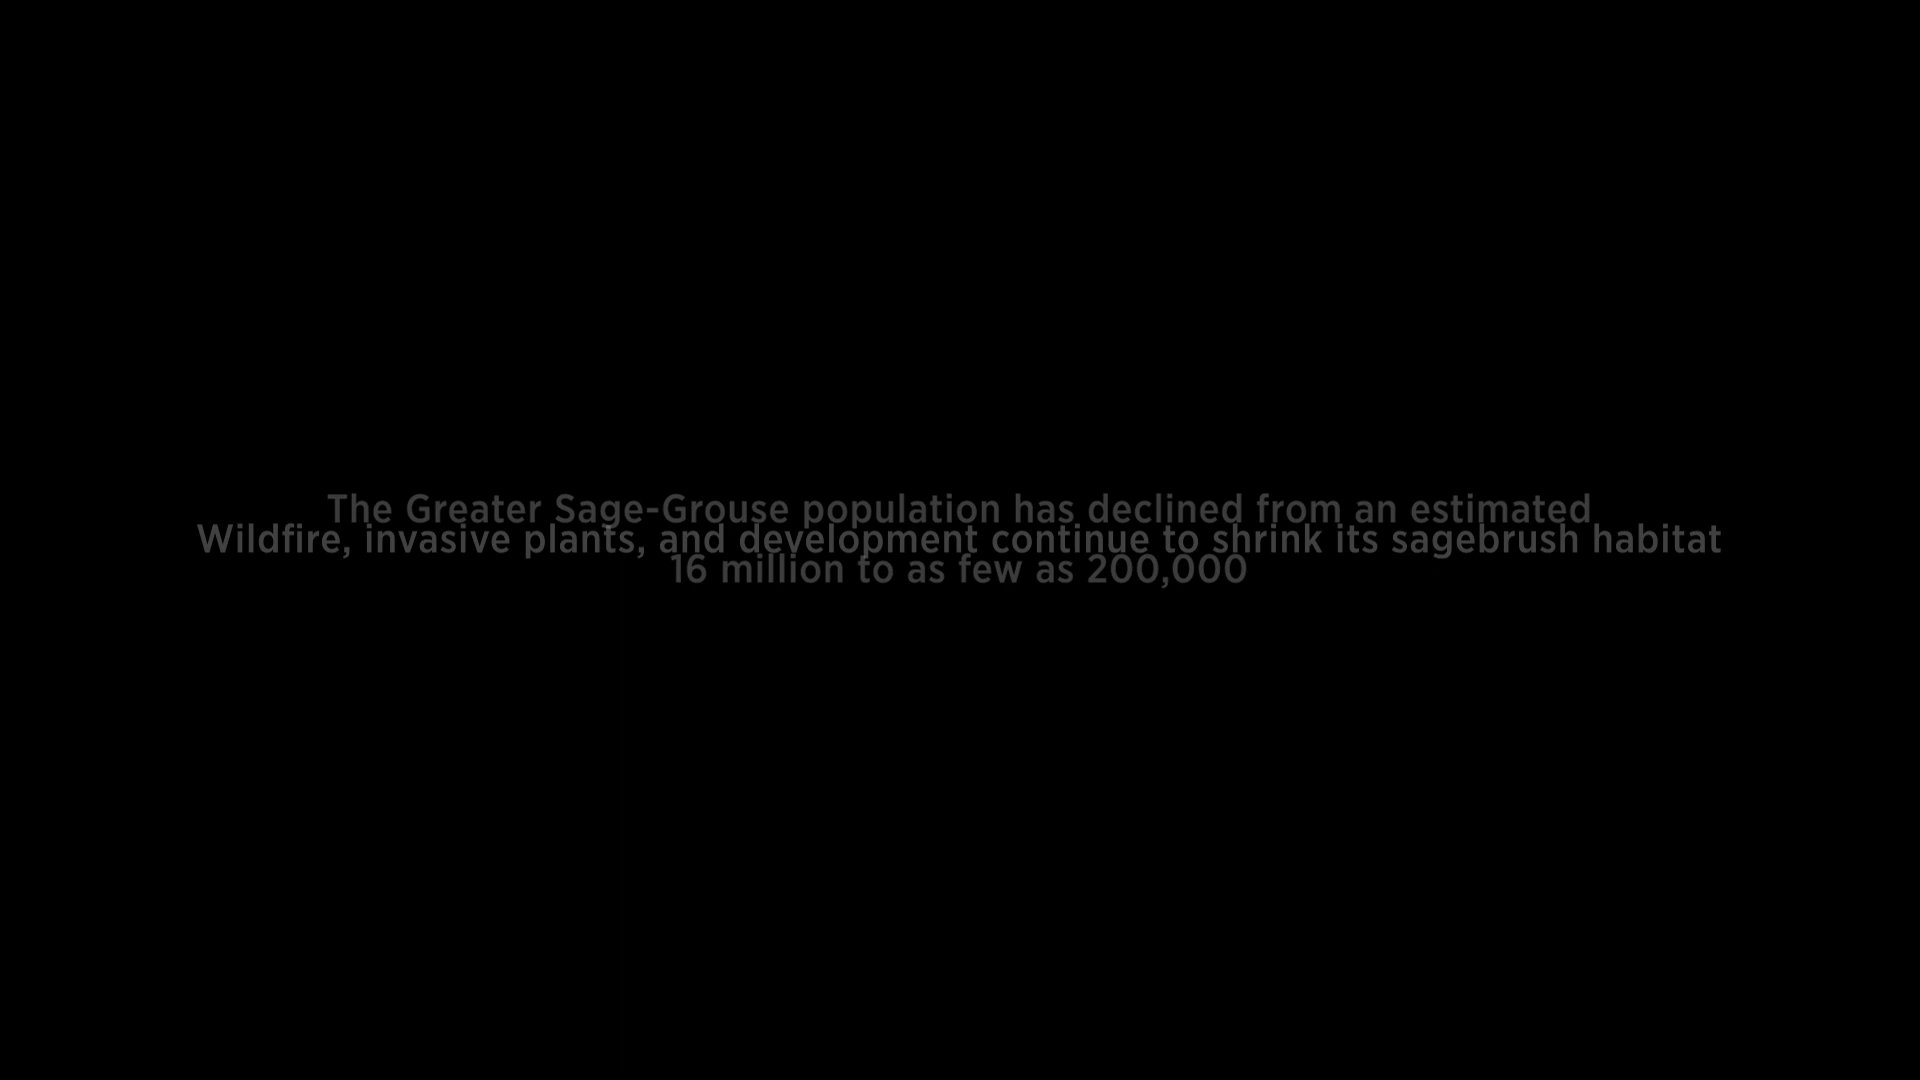 The Greater Sage-Grouse population has declined from an estimated
16 million to as few as 200,000
Wildfire, invasive plants, and development continue to shrink its sagebrush habitat